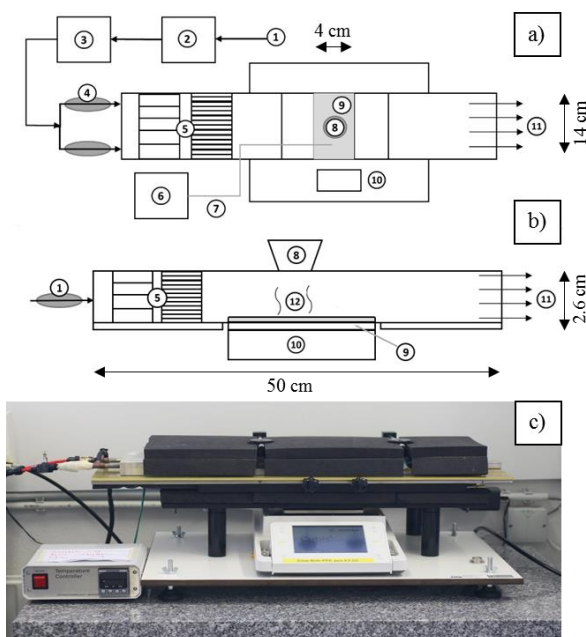 4 cm
a)
③ ② ①
④
⑨
⑧
⑤
14 cm
⑪
⑥
⑦
⑩
b)
⑧
①
⑤
⑫
⑪
2.6 cm
⑩
⑨
50 cm
c)
Temperature
Controller